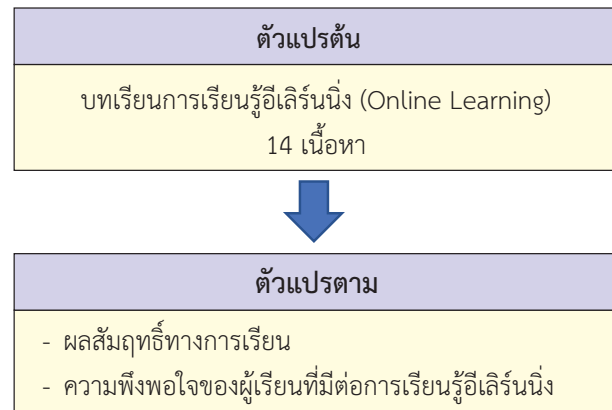 ตัวแปรต้น
บทเรียนการเรียนรู้อีเลิร์นนิ่ง (Online Learning)
14 เนื้อหา
ตัวแปรตาม
- ผลสัมฤทธิ์ทางการเรียน
- ความพึงพอใจของผู้เรียนที่มีต่อการเรียนรู้อีเลิร์นนิ่ง